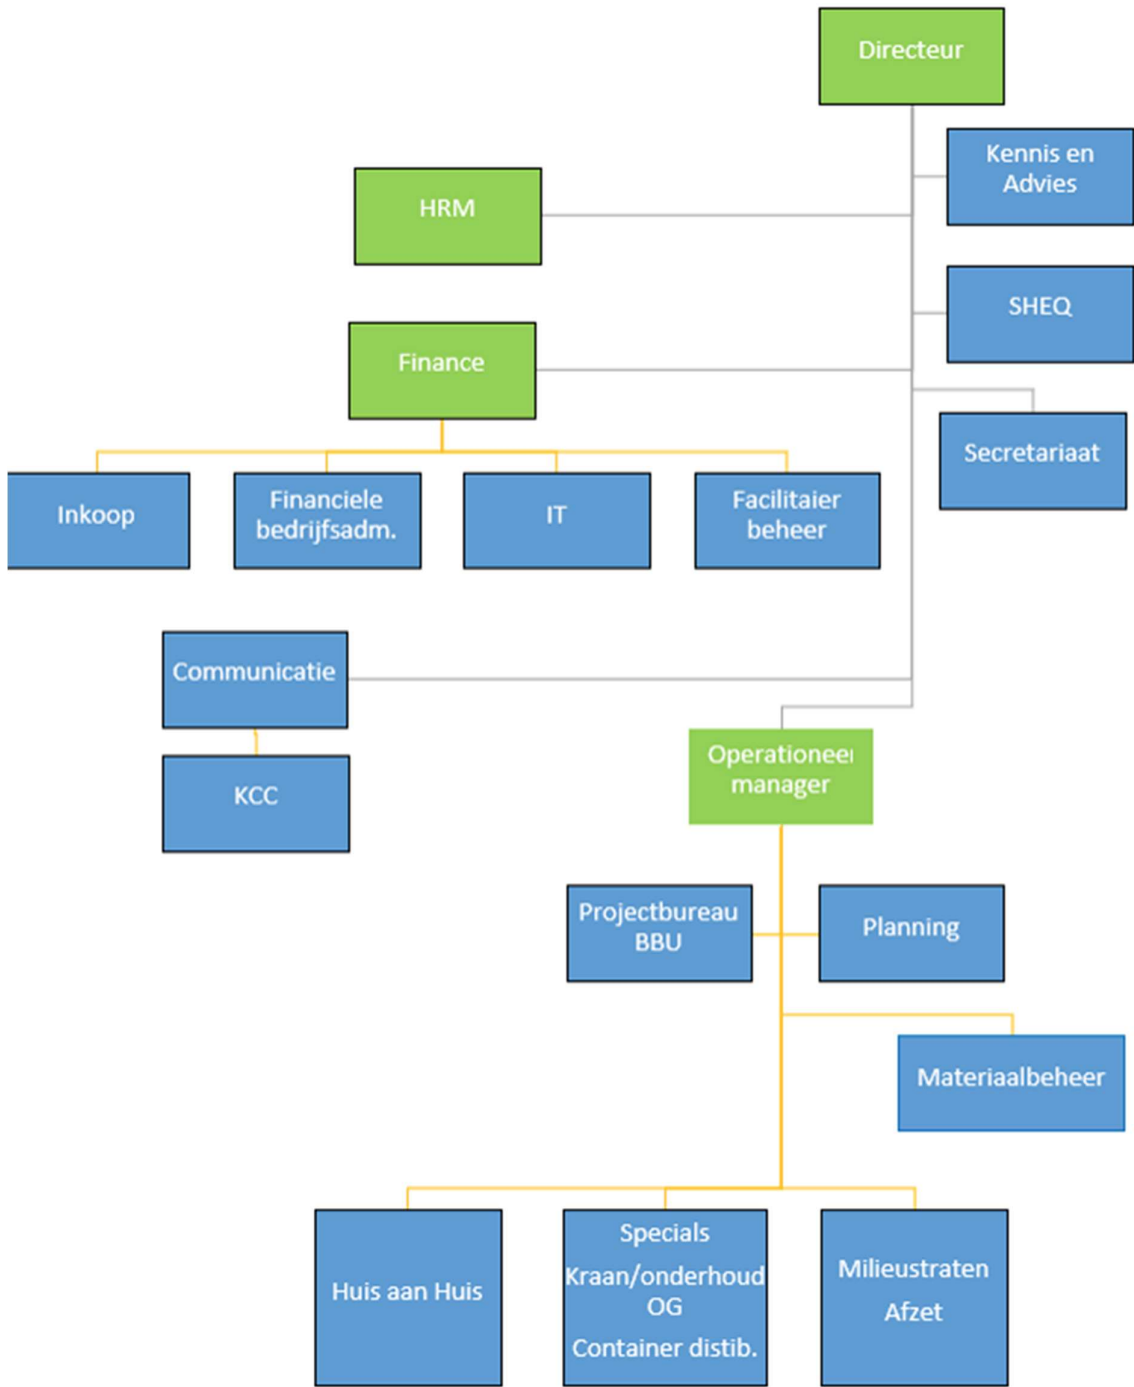 Directeur
Kennis en
Advies
HRM
SHEQ
Finance
Secretariaat
Inkoop
Financiele
bedrijfsadm.
IT
Facilitaier
beheer
Communicatie
KCC
Operationeel
manager
Projectbureau
BBU
Planning
Materiaalbeheer
Huis aan Huis
Specials
Kraan/onderhoud
OG
Container distib.
Milieustraten
Afzet